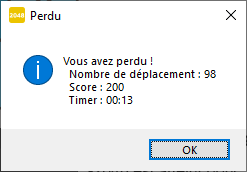 2048 Perdu
Vous avez perdu !
Nombre de déplacement : 98
Score : 200
Timer : 00:13
OK